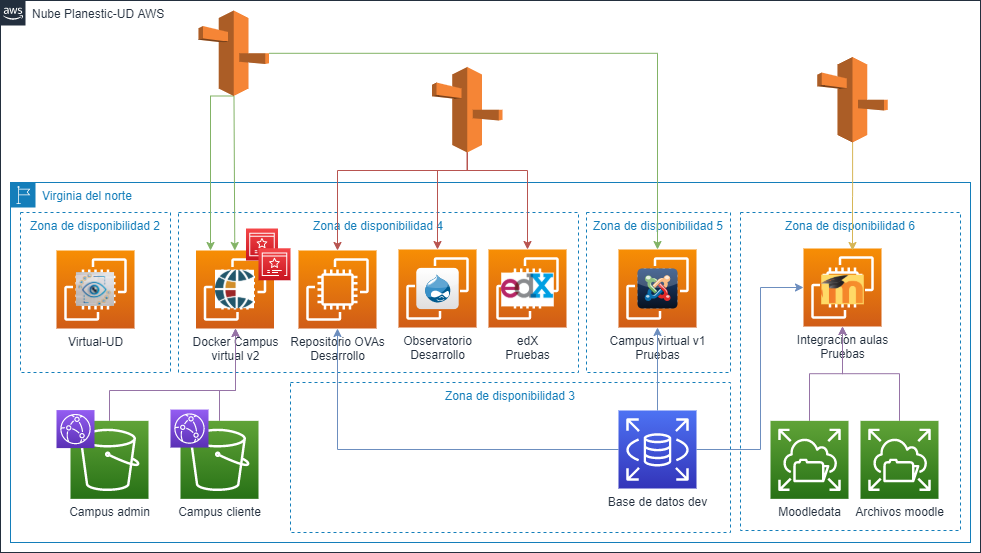 aws
Nube Planestic-UD AWS
Virginia del norte
Zona de disponibilidad 2
Zona de disponibilidad 4
Zona de disponibilidad 5
Zona de disponibilidad 6
edX
Virtual-UD
Docker Campus
virtual v2
Repositorio OVAs
Desarrollo
Observatorio
Desarrollo
edX
Pruebas
Campus virtual v1
Pruebas
Integración aulas
Pruebas
Zona de disponibilidad 3
Campus admin
Campus cliente
Base de datos dev
Moodledata
Archivos moodle